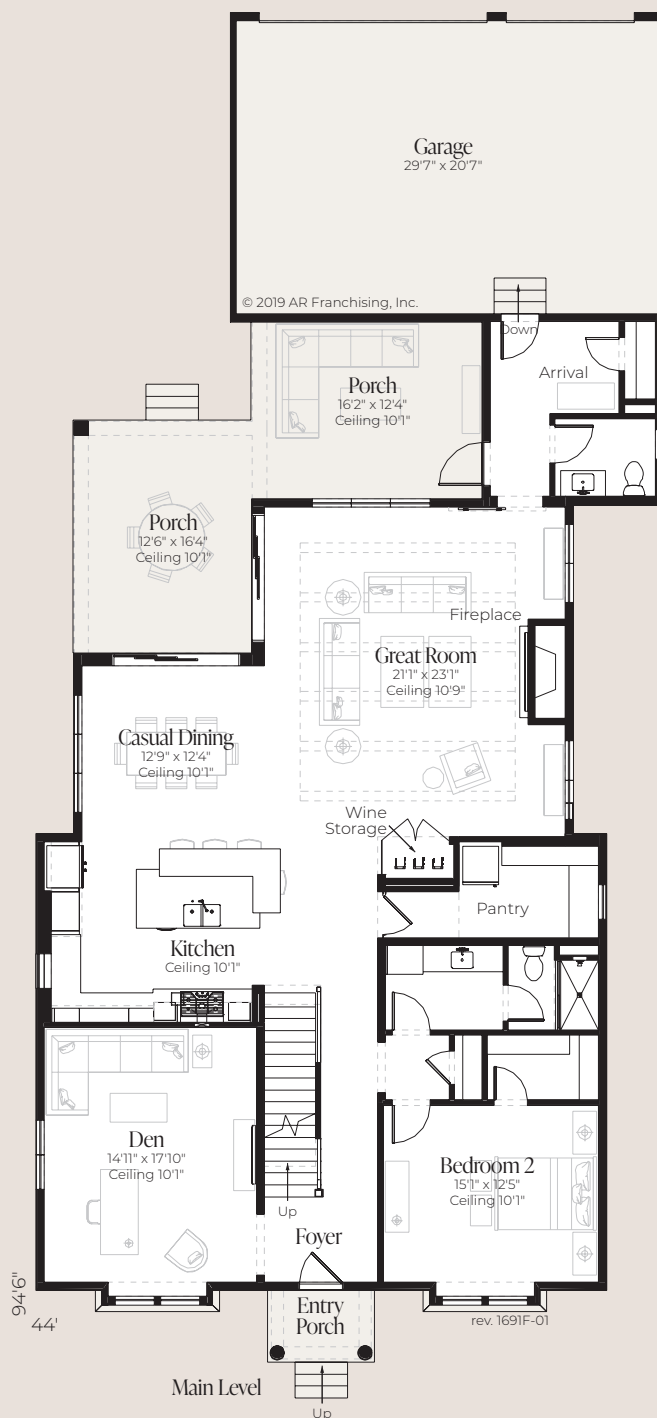 Garage
29'7" x 20'7"
© 2019 AR Franchising, Inc.
Down
Arrival
Porch
16'2" x 12'4"
Ceiling 10'1"
Porch
12'6" x 16'4"
Ceiling 10'1"
Fireplace
Great Room
21'1" x 23'1"
Ceiling 10'9"
Casual Dining
12'9" x 12'4"
Ceiling 10'1"
Wine
Storage
Pantry
Kitchen
Ceiling 10'1"
Den
14'11" x 17'10"
Ceiling 10'1"
Bedroom 2
15'1" x 12'5"
Ceiling 10'1"
Up
Foyer
94'6"
44'
Entry
Porch
rev. 1691F-01
Main Level
Up